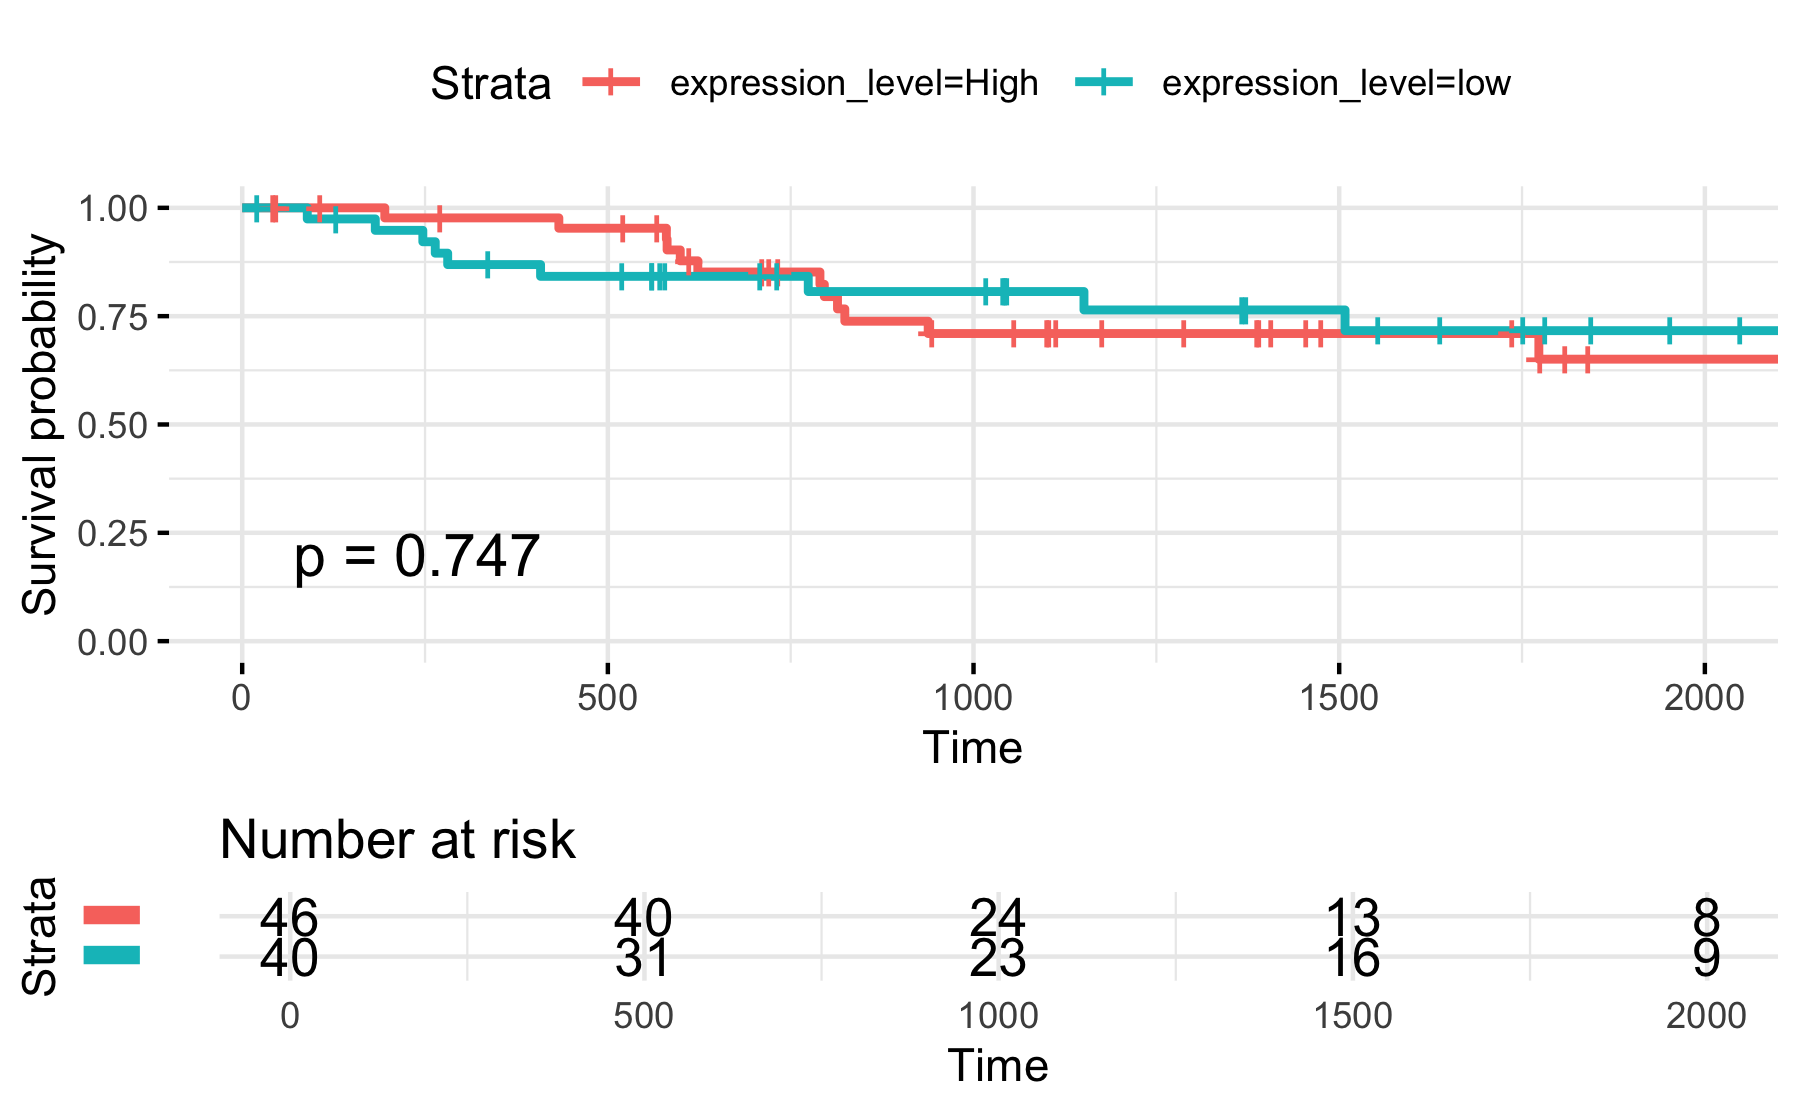 Strata expression_level=High expression_level=low
Survival probability
1.00
0.75
0.50
0.25
0.00
p = 0.747
0 500 1000 1500 2000
Time
Number at risk
Strata
46 40 24 13 8
40 31 23 16 9
0 500 1000 1500 2000
Time